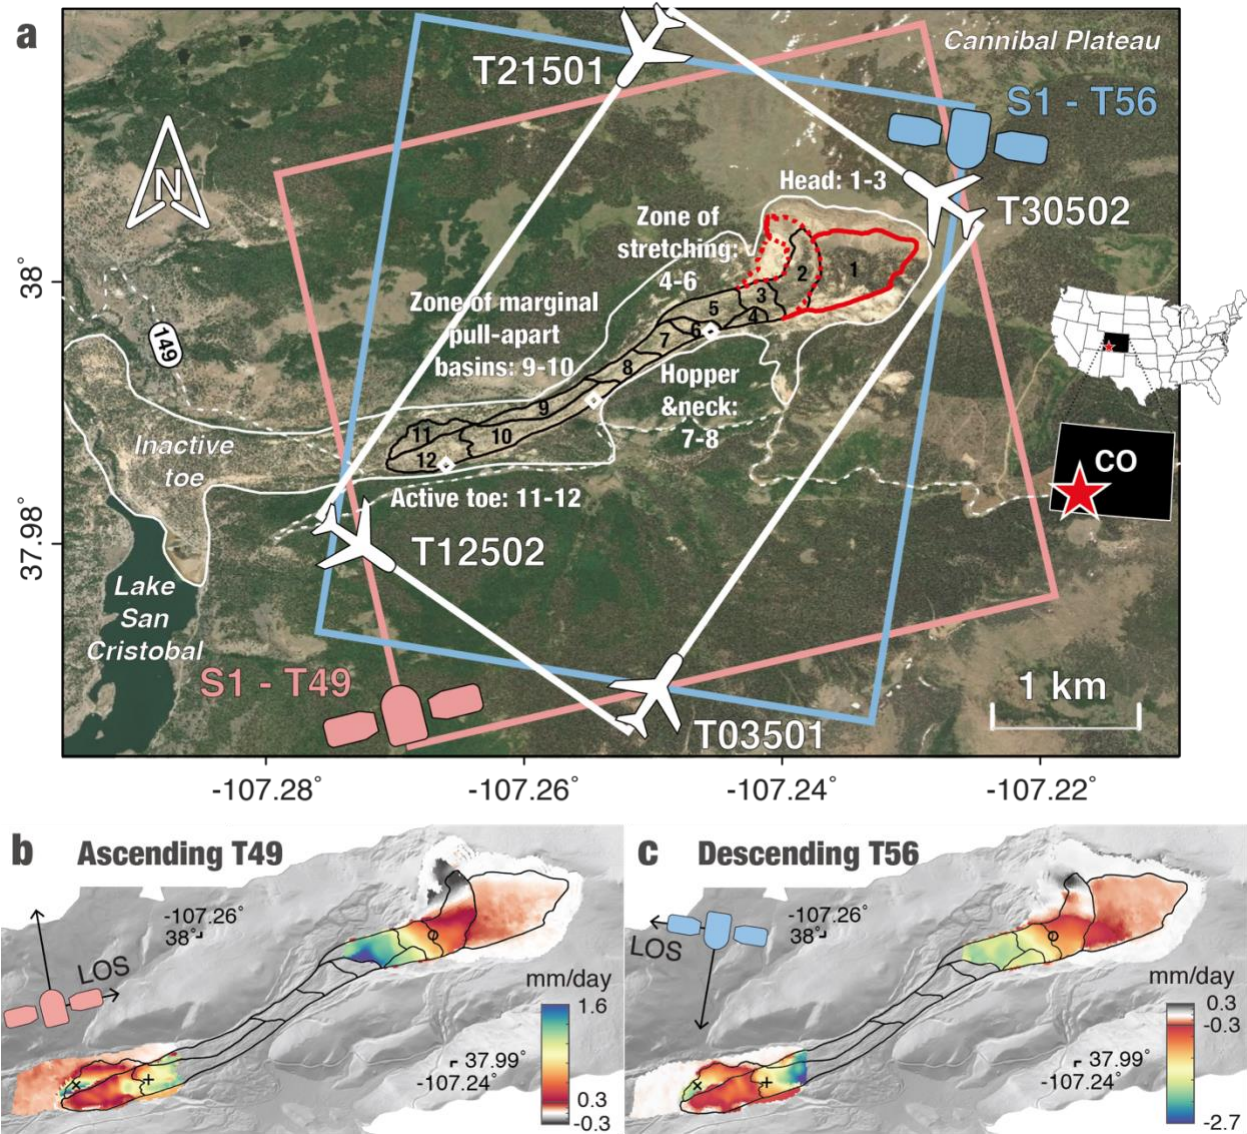 a
Cannibal Plateau
T21501
S1 - T56
N
Head: 1-3
T30502
Zone of
stretching:
4-6
38°
1
2
3
4
5
6
7
8
9
10
11
12
Zone of marginal
pull-apart
basins: 9-10
149
Hopper
&neck:
7-8
Inactive
toe
CO
Active toe: 11-12
37.98°
T12502
Lake
San
Cristobal
S1 - T49
1 km
T03501
-107.28°
-107.26°
-107.24°
-107.22°
b Ascending T49
-107.26°
38°
LOS
mm/day
1.6
0.3
-0.3
37.99°
-107.24°
c Descending T56
-107.26°
38°
LOS
mm/day
0.3
-0.3
-2.7
37.99°
-107.24°